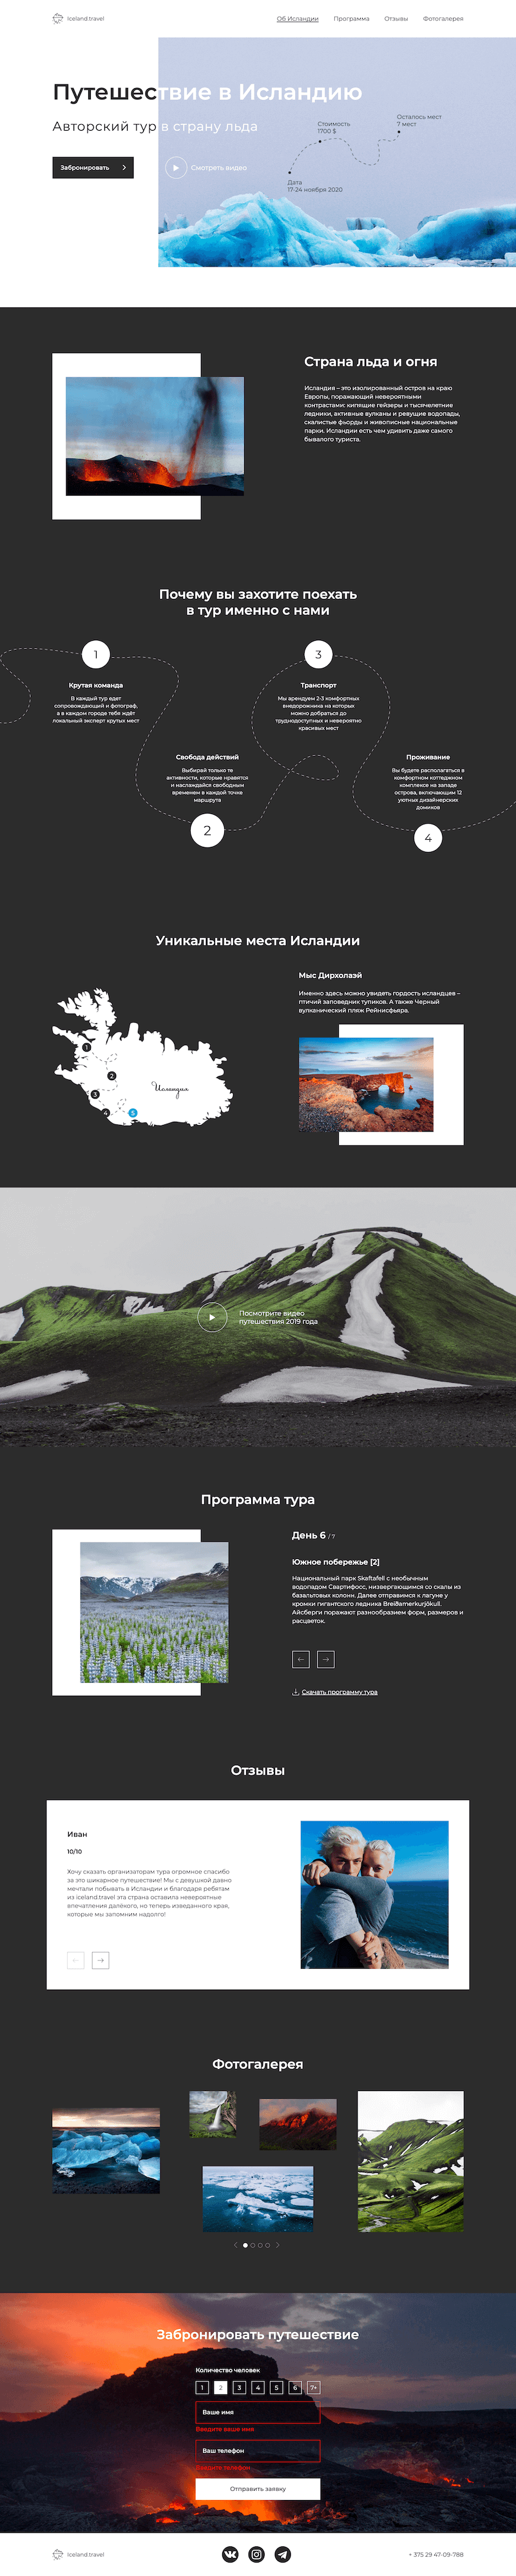 Iceland.travel
Об Исландии Программа Отзывы Фотогалерея
Путешествие в Исландию
Авторский тур в страну льда
Стоимость
1700 $
Осталось мест
7 мест
Забронировать
Смотреть видео
Дата
17-24 ноября 2020
Страна льда и огня
Исландия – это изолированный остров на краю
Европы, поражающий невероятными
контрастами: кипящие гейзеры и тысячелетние
ледники, активные вулканы и ревущие водопады,
скалистые фьорды и живописные национальные
парки. Исландии есть чем удивить даже самого
бывалого туриста.
Почему вы захотите поехать
в тур именно с нами
1
Крутая команда
В каждый тур едет
сопровождающий и фотограф,
а в каждом городе тебя ждёт
локальный эксперт крутых мест
Свобода действий
Выбирай только те
активности, которые нравятся
и наслаждайся свободным
временем в каждой точке
маршрута
2
3
Транспорт
Мы арендуем 2-3 комфортных
внедорожника на которых
можно добраться до
труднодоступных и невероятно
красивых мест
Проживание
Вы будете располагаться в
комфортном коттеджном
комплексе на западе
острова, включающим 12
уютных дизайнерских
домиков
4
Уникальные места Исландии
1
2
3
4
5
Исландия
Мыс Дирхолаэй
Именно здесь можно увидеть гордость исландцев –
птичий заповедник тупиков. А также Черный
вулканический пляж Рейнисфьяра.
Посмотрите видео
путешествия 2019 года
Программа тура
День 6 / 7
Южное побережье [2]
Национальный парк Skaftafell с необычным
водопадом Свартифосс, низвергающимся со скалы из
базальтовых колонн. Далее отправимся к лагуне у
кромки гигантского ледника Breiðamerkurjökull.
Айсберги поражают разнообразием форм, размеров и
расцветок.
Скачать программу тура
Отзывы
Иван
10/10
Хочу сказать организаторам тура огромное спасибо
за это шикарное путешествие! Мы с девушкой давно
мечтали побывать в Исландии и благодаря ребятам
из iceland.travel эта страна оставила невероятные
впечатления далёкого, но теперь изведанного края,
которые мы запомним надолго!
Фотогалерея
Забронировать путешествие
Количество человек
1 2 3 4 5 6 7+
Ваше имя
Введите ваше имя
Ваш телефон
Введите телефон
Отправить заявку
Iceland.travel
+ 375 29 47-09-788